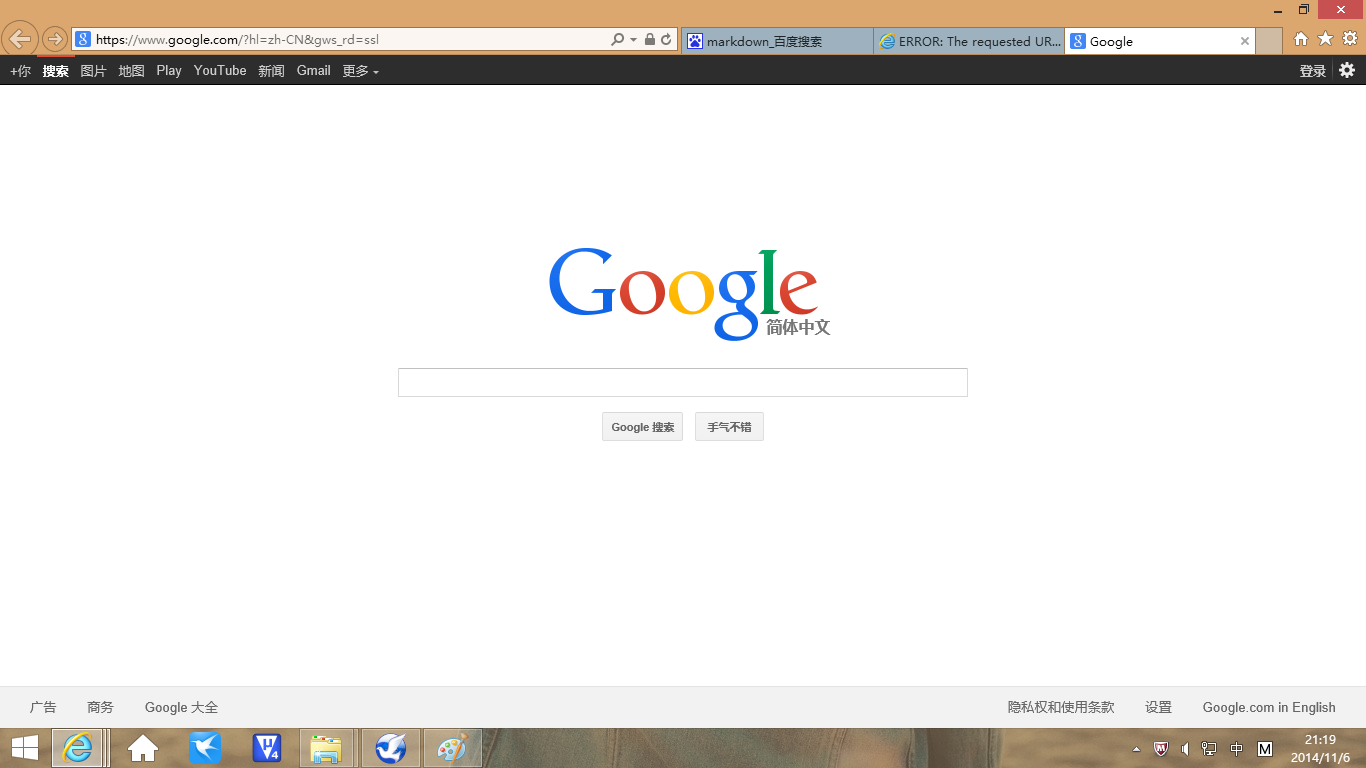 https://www.google.com/?hl=zh-CN&gws_rd=ssl
markdown_百度搜索
ERROR: The requested UR...
Google
+你 搜索 图片 地图 Play YouTube 新闻 Gmail 更多
登录
Google
简体中文
Google 搜索
手气不错
广告 商务 Google 大全
隐私权和使用条款 设置 Google.com in English
4
中
M
21:19
2014/11/6